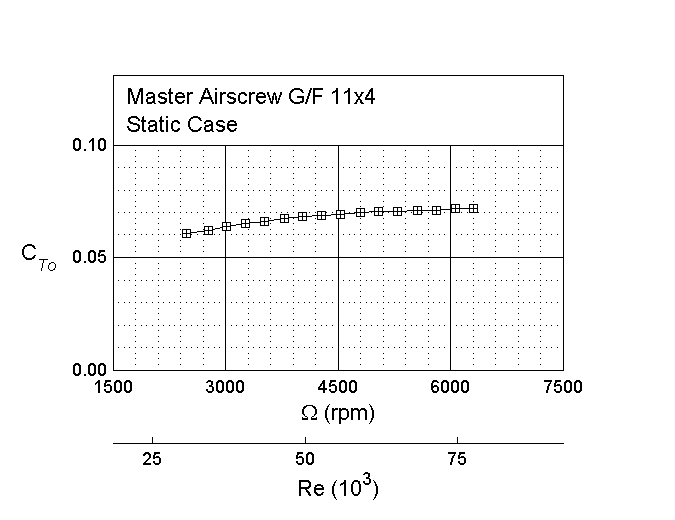 Master Airscrew G/F 11x4
Static Case
0.10
C_To 0.05
0.00
1500 3000 4500 6000 7500
Ω (rpm)
25 50 75
Re (10³)